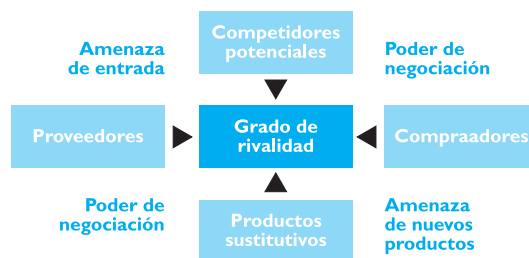 Amenaza
de entrada
Competidores
potenciales
Poder de
negociación
Proveedores
Grado de
rivalidad
Compraadores
Poder de
negociación
Productos
sustitutivos
Amenaza
de nuevos
productos